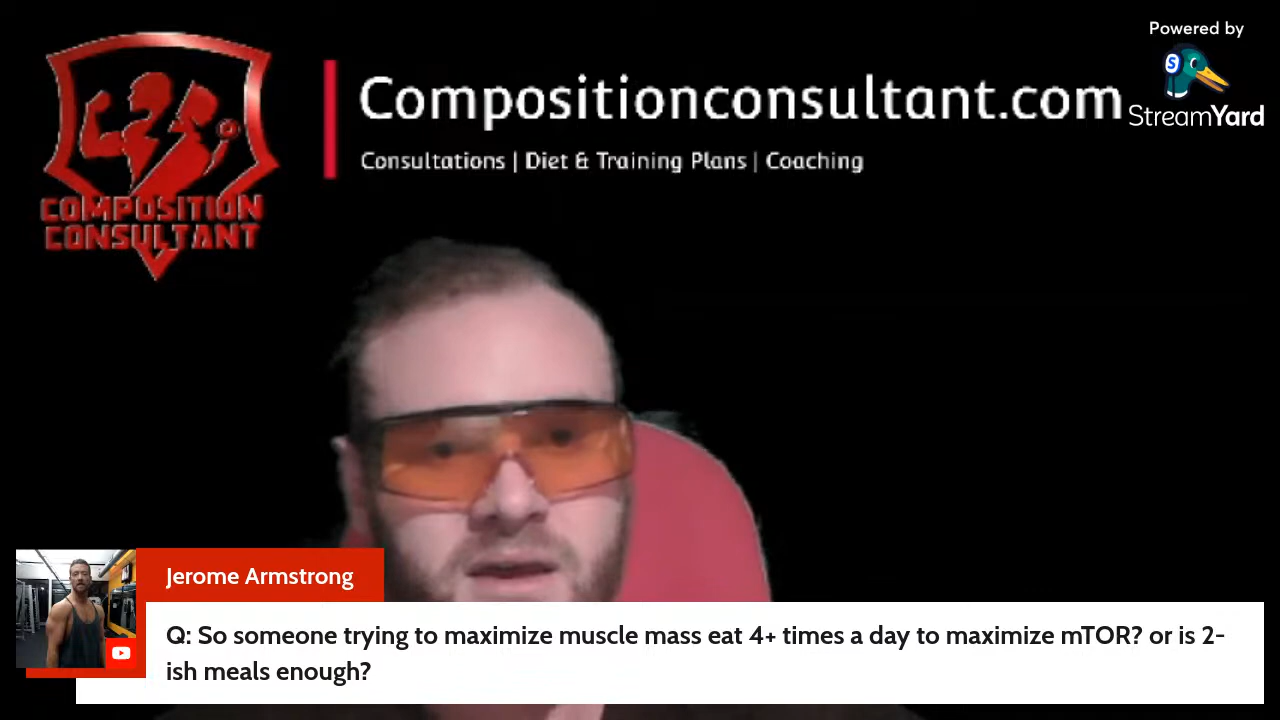 Powered by
StreamYard
Compositionconsultant.com
Consultations | Diet & Training Plans | Coaching
COMPOSITION
CONSULTANT
Jerome Armstrong
Q: So someone trying to maximize muscle mass eat 4+ times a day to maximize mTOR? or is 2-
ish meals enough?